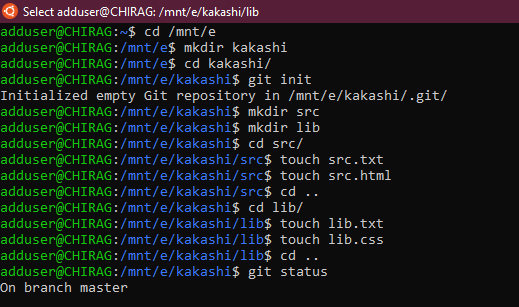 Select adduser@CHIRAG: /mnt/e/kakashi/lib
adduser@CHIRAG:~$ cd /mnt/e
adduser@CHIRAG:/mnt/e$ mkdir kakashi
adduser@CHIRAG:/mnt/e$ cd kakashi/
adduser@CHIRAG:/mnt/e/kakashi$ git init
Initialized empty Git repository in /mnt/e/kakashi/.git/
adduser@CHIRAG:/mnt/e/kakashi$ mkdir src
adduser@CHIRAG:/mnt/e/kakashi$ mkdir lib
adduser@CHIRAG:/mnt/e/kakashi$ cd src/
adduser@CHIRAG:/mnt/e/kakashi/src$ touch src.txt
adduser@CHIRAG:/mnt/e/kakashi/src$ touch src.html
adduser@CHIRAG:/mnt/e/kakashi/src$ cd ..
adduser@CHIRAG:/mnt/e/kakashi$ cd lib/
adduser@CHIRAG:/mnt/e/kakashi/lib$ touch lib.txt
adduser@CHIRAG:/mnt/e/kakashi/lib$ touch lib.css
adduser@CHIRAG:/mnt/e/kakashi/lib$ cd ..
adduser@CHIRAG:/mnt/e/kakashi$ git status
On branch master